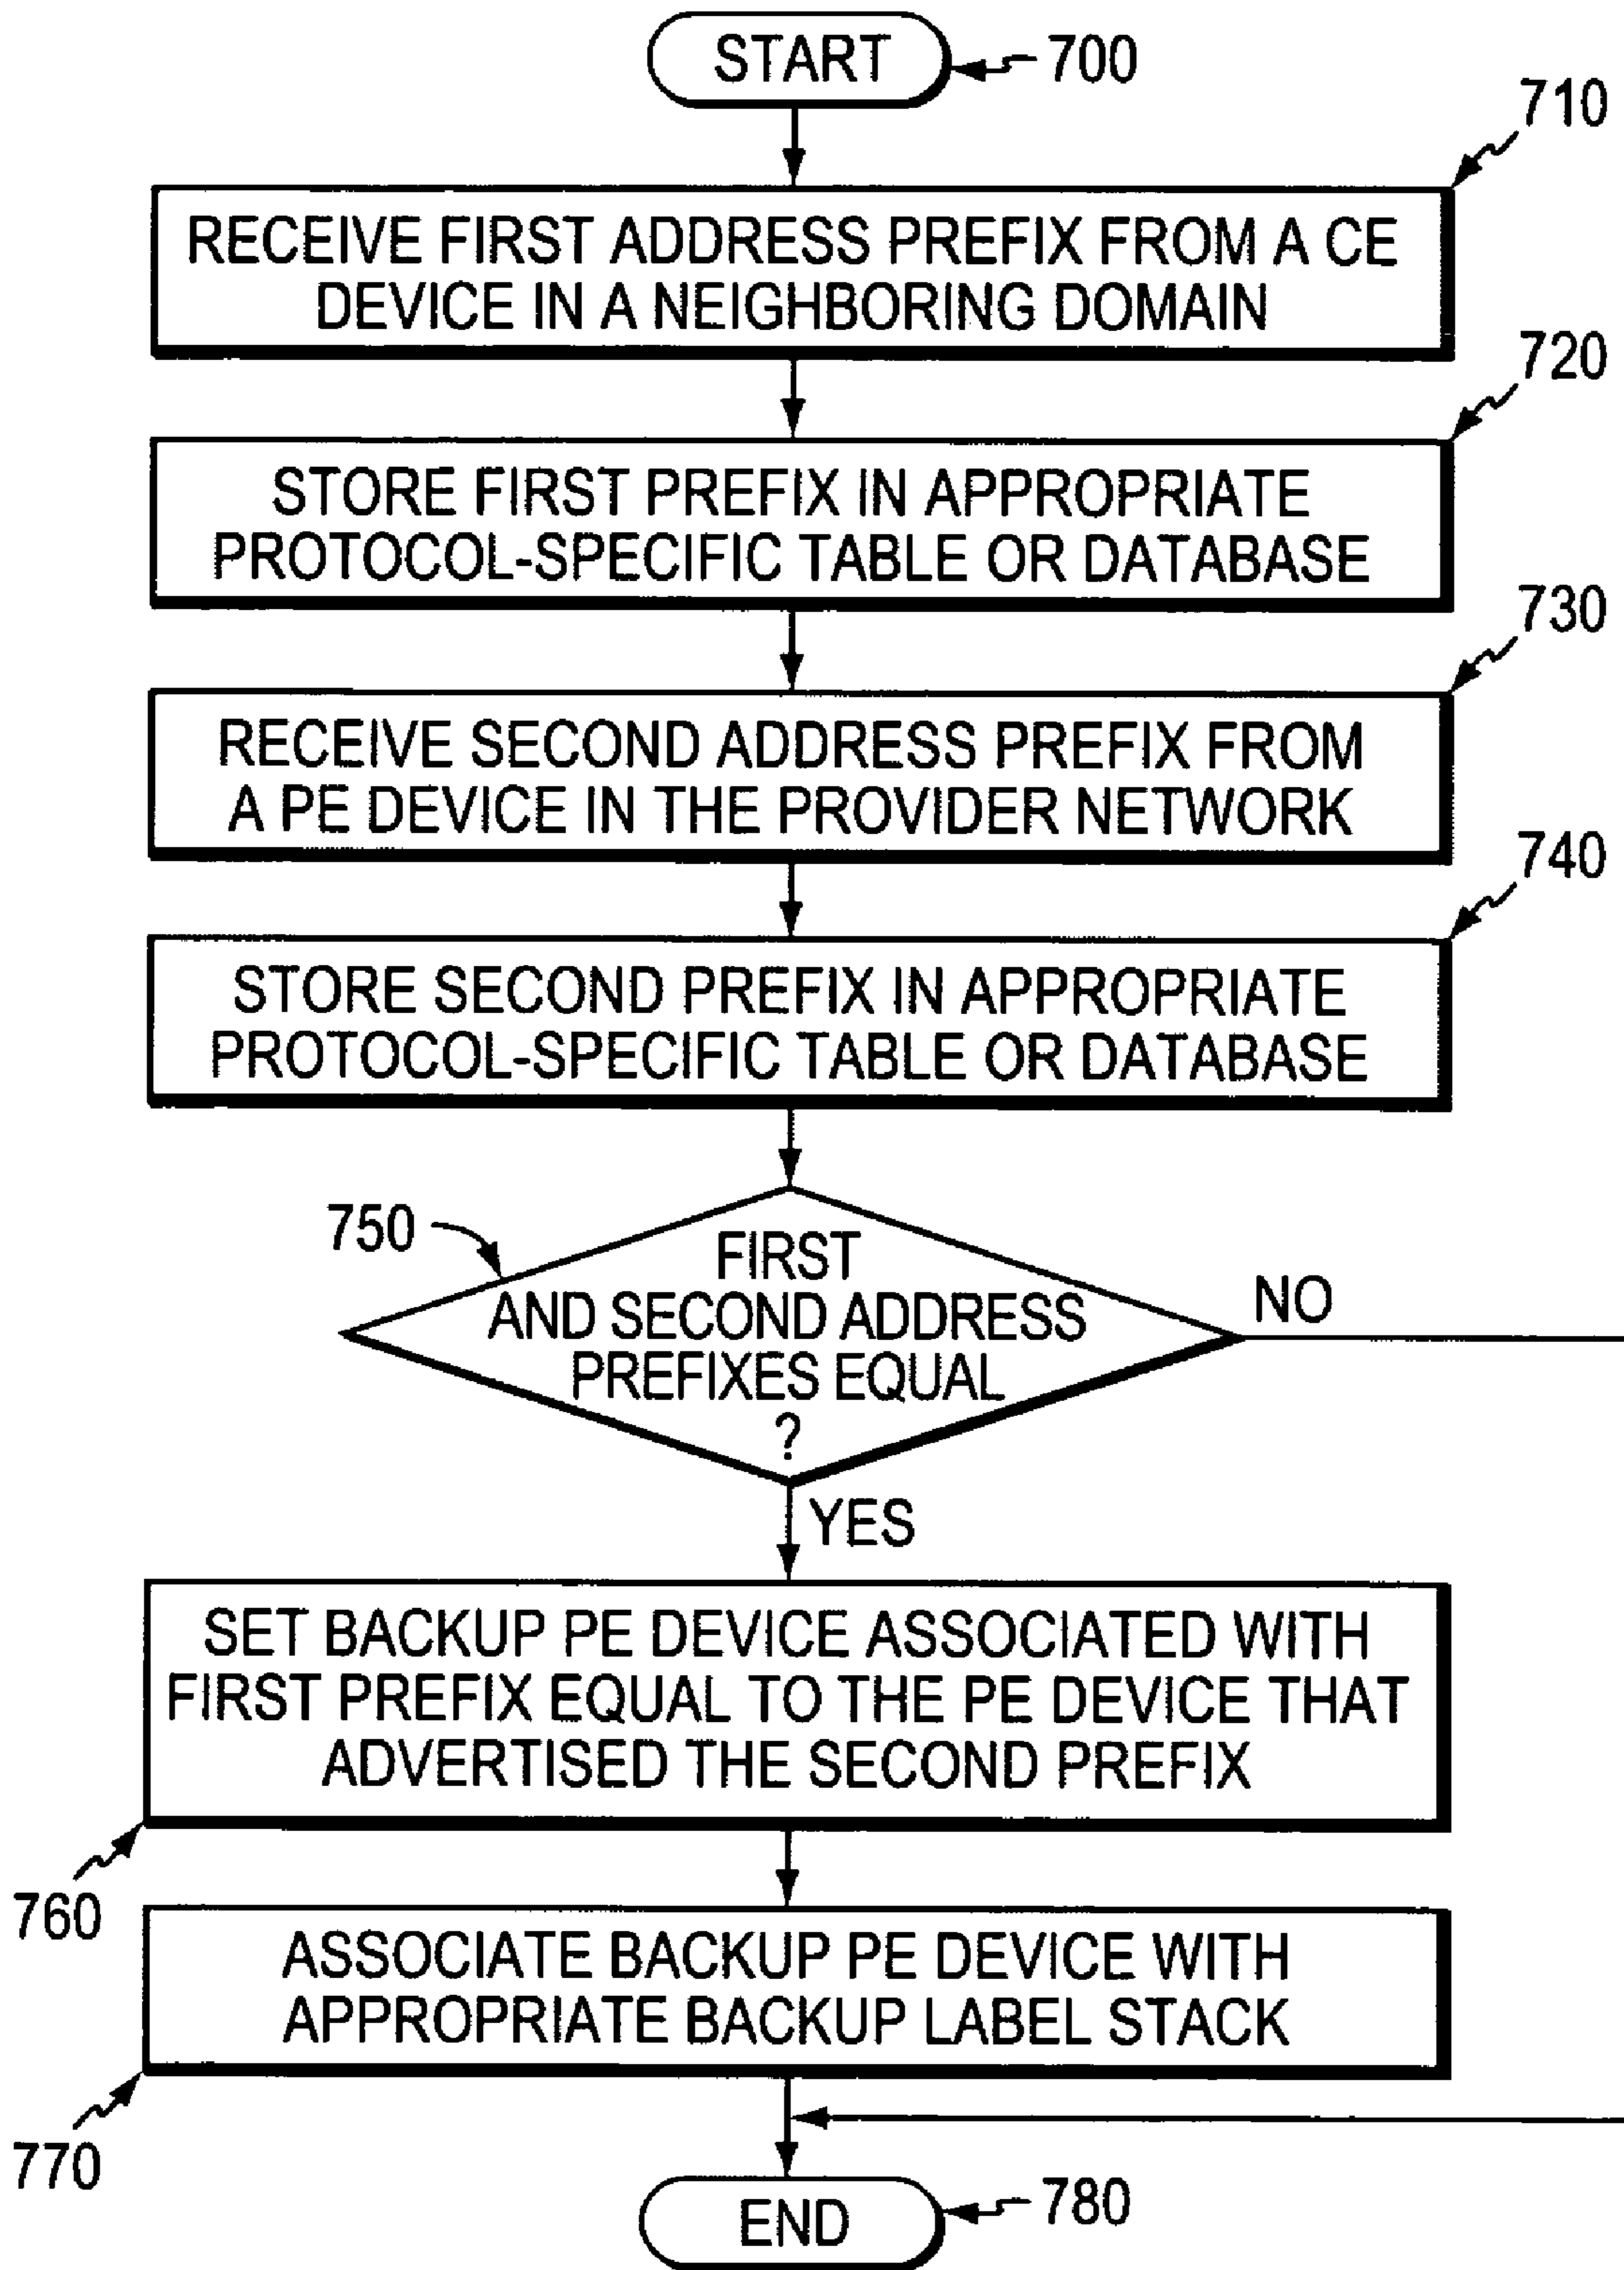 START
700
710
RECEIVE FIRST ADDRESS PREFIX FROM A CE
DEVICE IN A NEIGHBORING DOMAIN
720
STORE FIRST PREFIX IN APPROPRIATE
PROTOCOL-SPECIFIC TABLE OR DATABASE
730
RECEIVE SECOND ADDRESS PREFIX FROM
A PE DEVICE IN THE PROVIDER NETWORK
740
STORE SECOND PREFIX IN APPROPRIATE
PROTOCOL-SPECIFIC TABLE OR DATABASE
750
FIRST
AND SECOND ADDRESS
PREFIXES EQUAL
?
NO
YES
SET BACKUP PE DEVICE ASSOCIATED WITH
FIRST PREFIX EQUAL TO THE PE DEVICE THAT
ADVERTISED THE SECOND PREFIX
760
ASSOCIATE BACKUP PE DEVICE WITH
APPROPRIATE BACKUP LABEL STACK
770
END
780